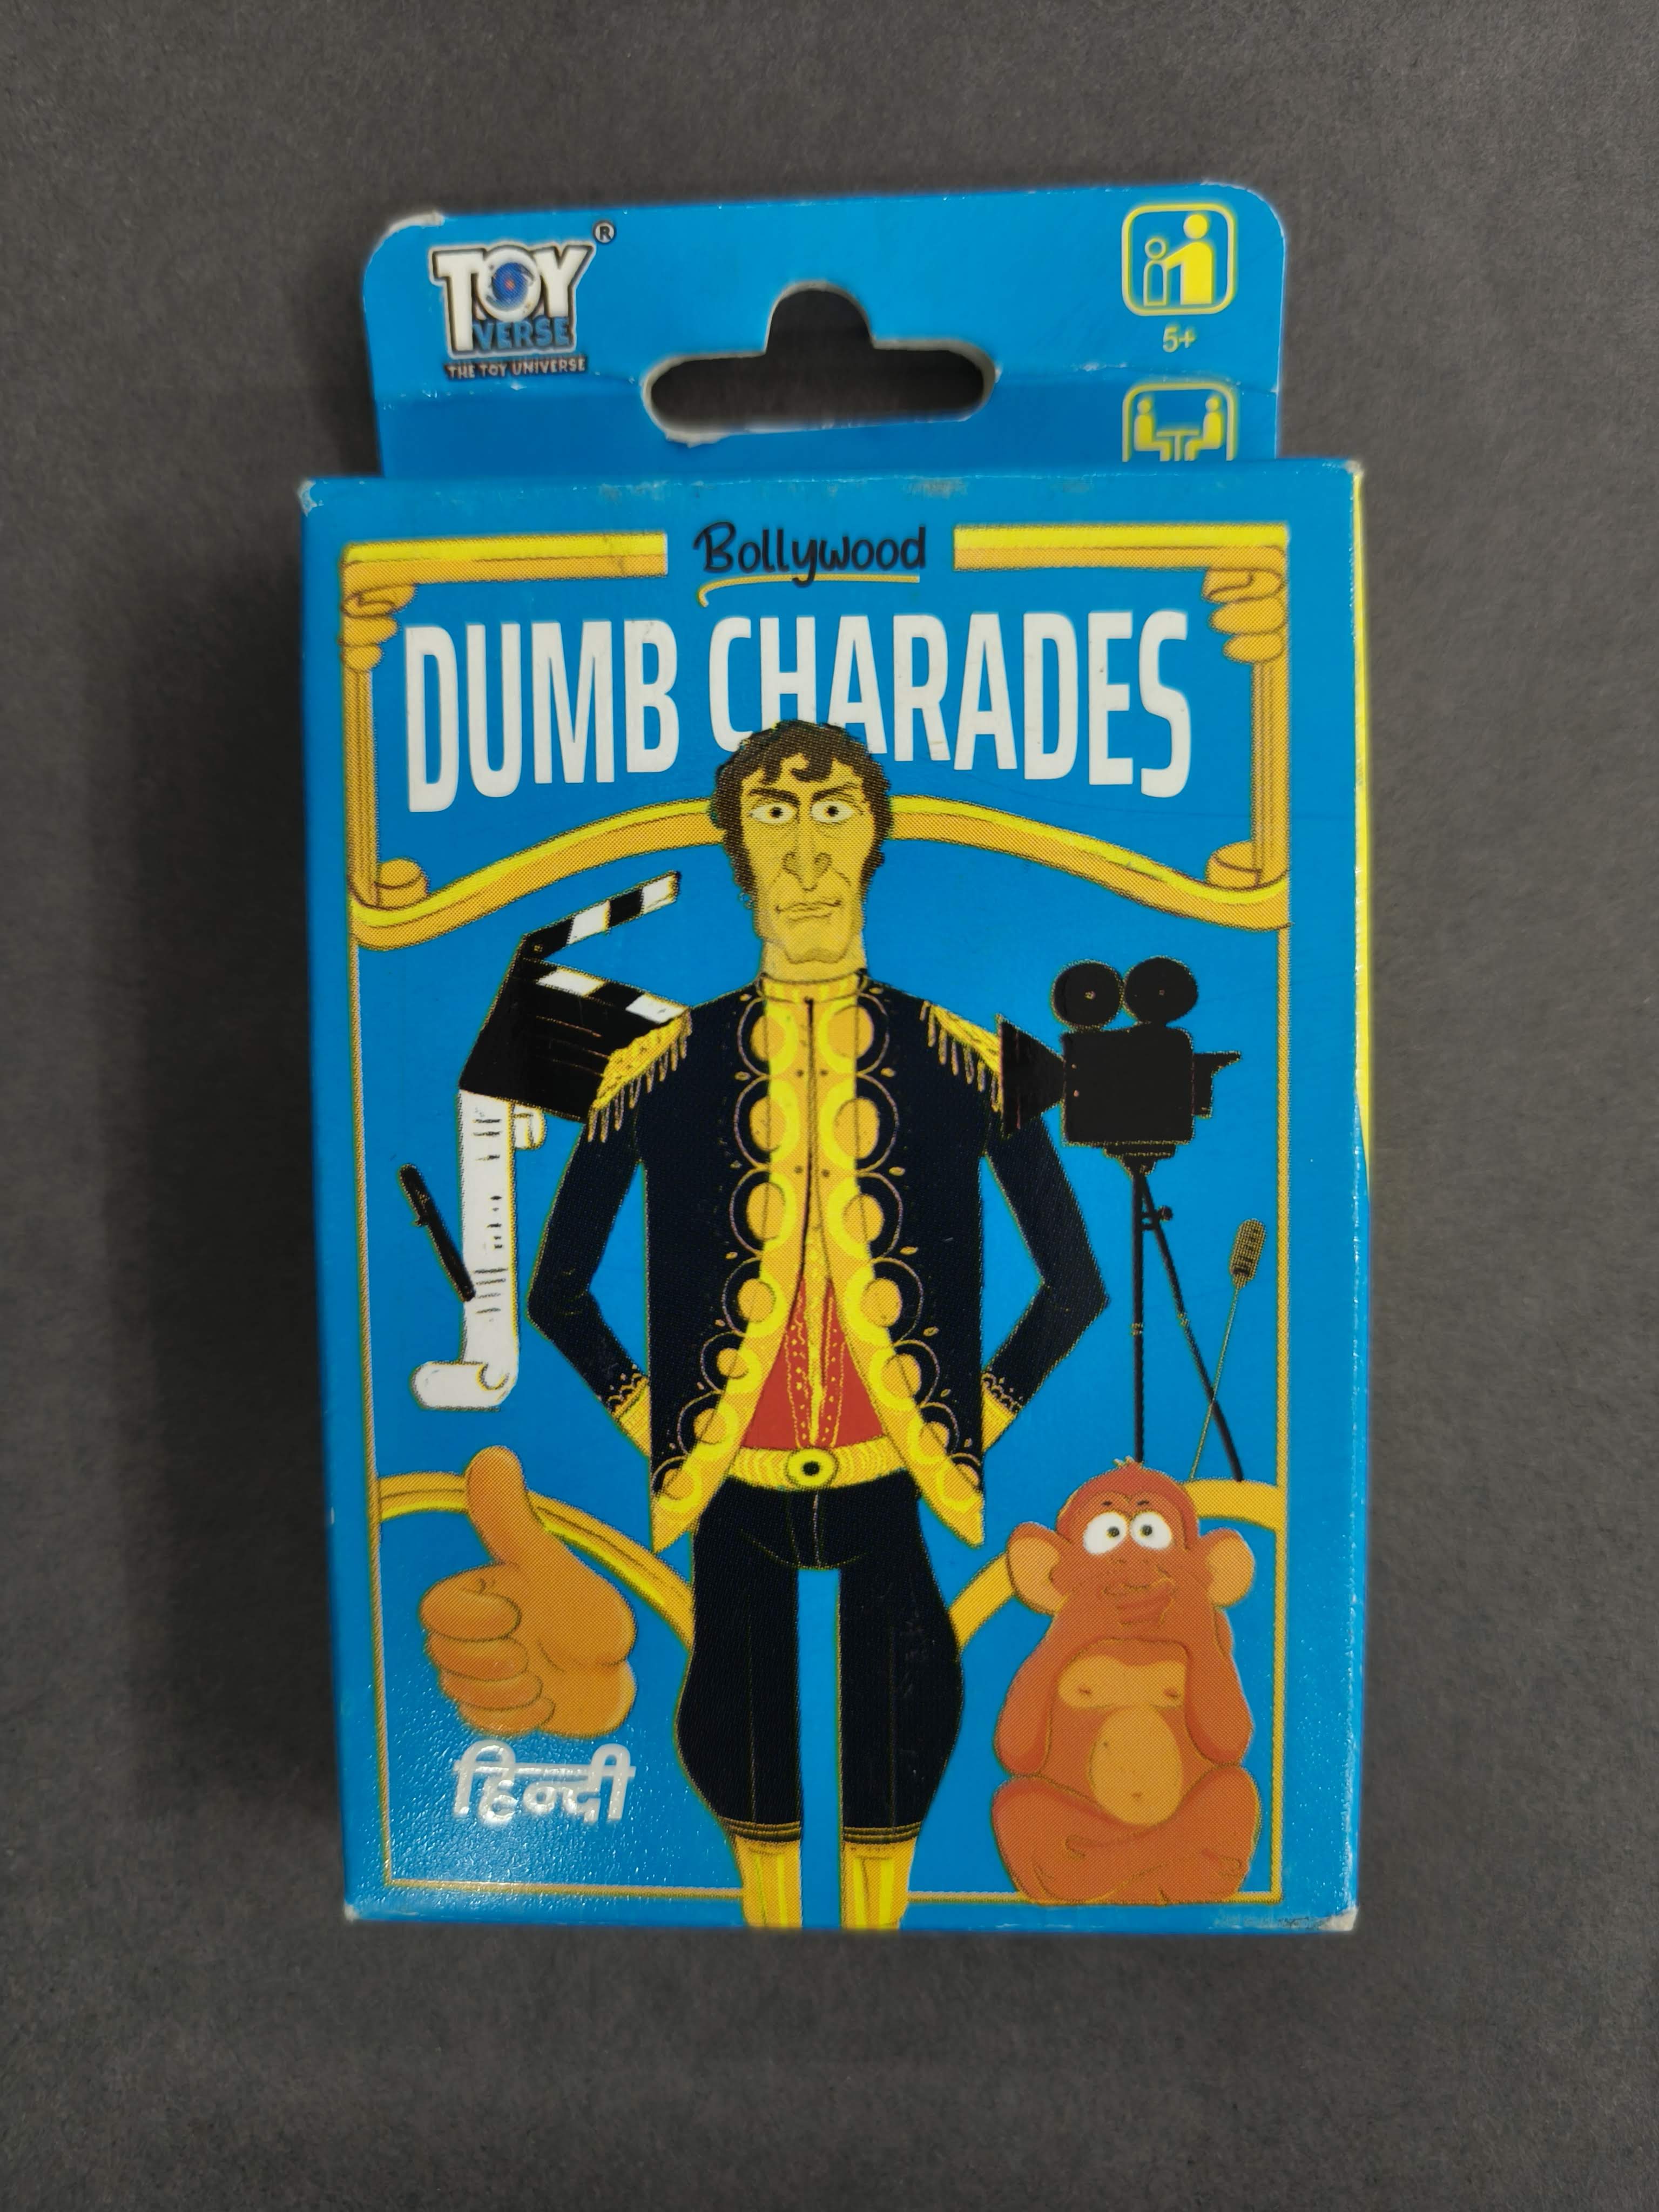 TOY
®
VERSE
THE TOY UNIVERSE
5+
Bollywood
DUMB CHARADES
हिन्दी